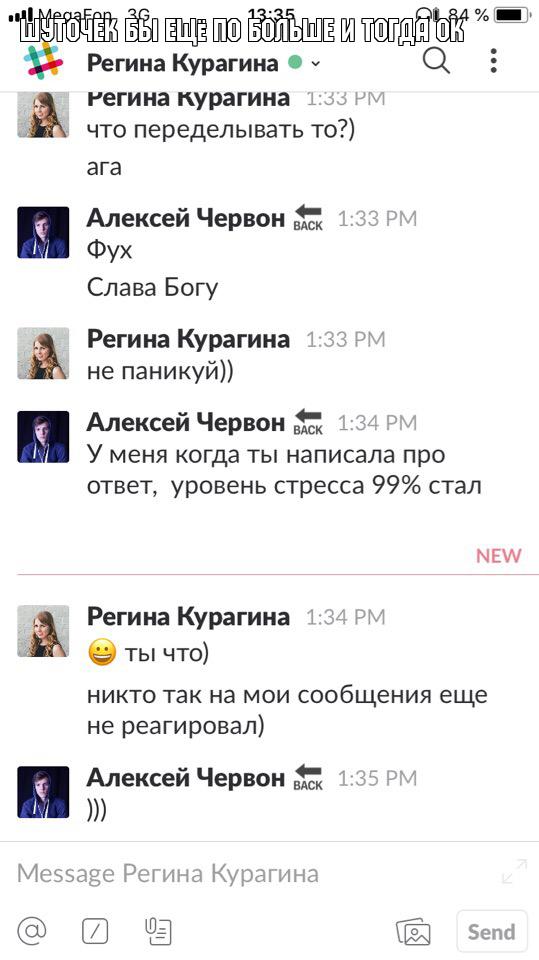 MegaFon 3G 13:35 84 %
ШУТОЧЕК БЫ ЕЩЁ ПО БОЛЬШЕ И ТОГДА ОК
Регина Курагина
Регина Курагина 1:33 PM
что переделывать то?)
ага
Алексей Червон BACK 1:33 PM
Фух
Слава Богу
Регина Курагина 1:33 PM
не паникуй))
Алексей Червон BACK 1:34 PM
У меня когда ты написала про
ответ, уровень стресса 99% стал
NEW
Регина Курагина 1:34 PM
😀 ты что)
никто так на мои сообщения еще
не реагировал)
Алексей Червон BACK 1:35 PM
)))
Message Регина Курагина
Send